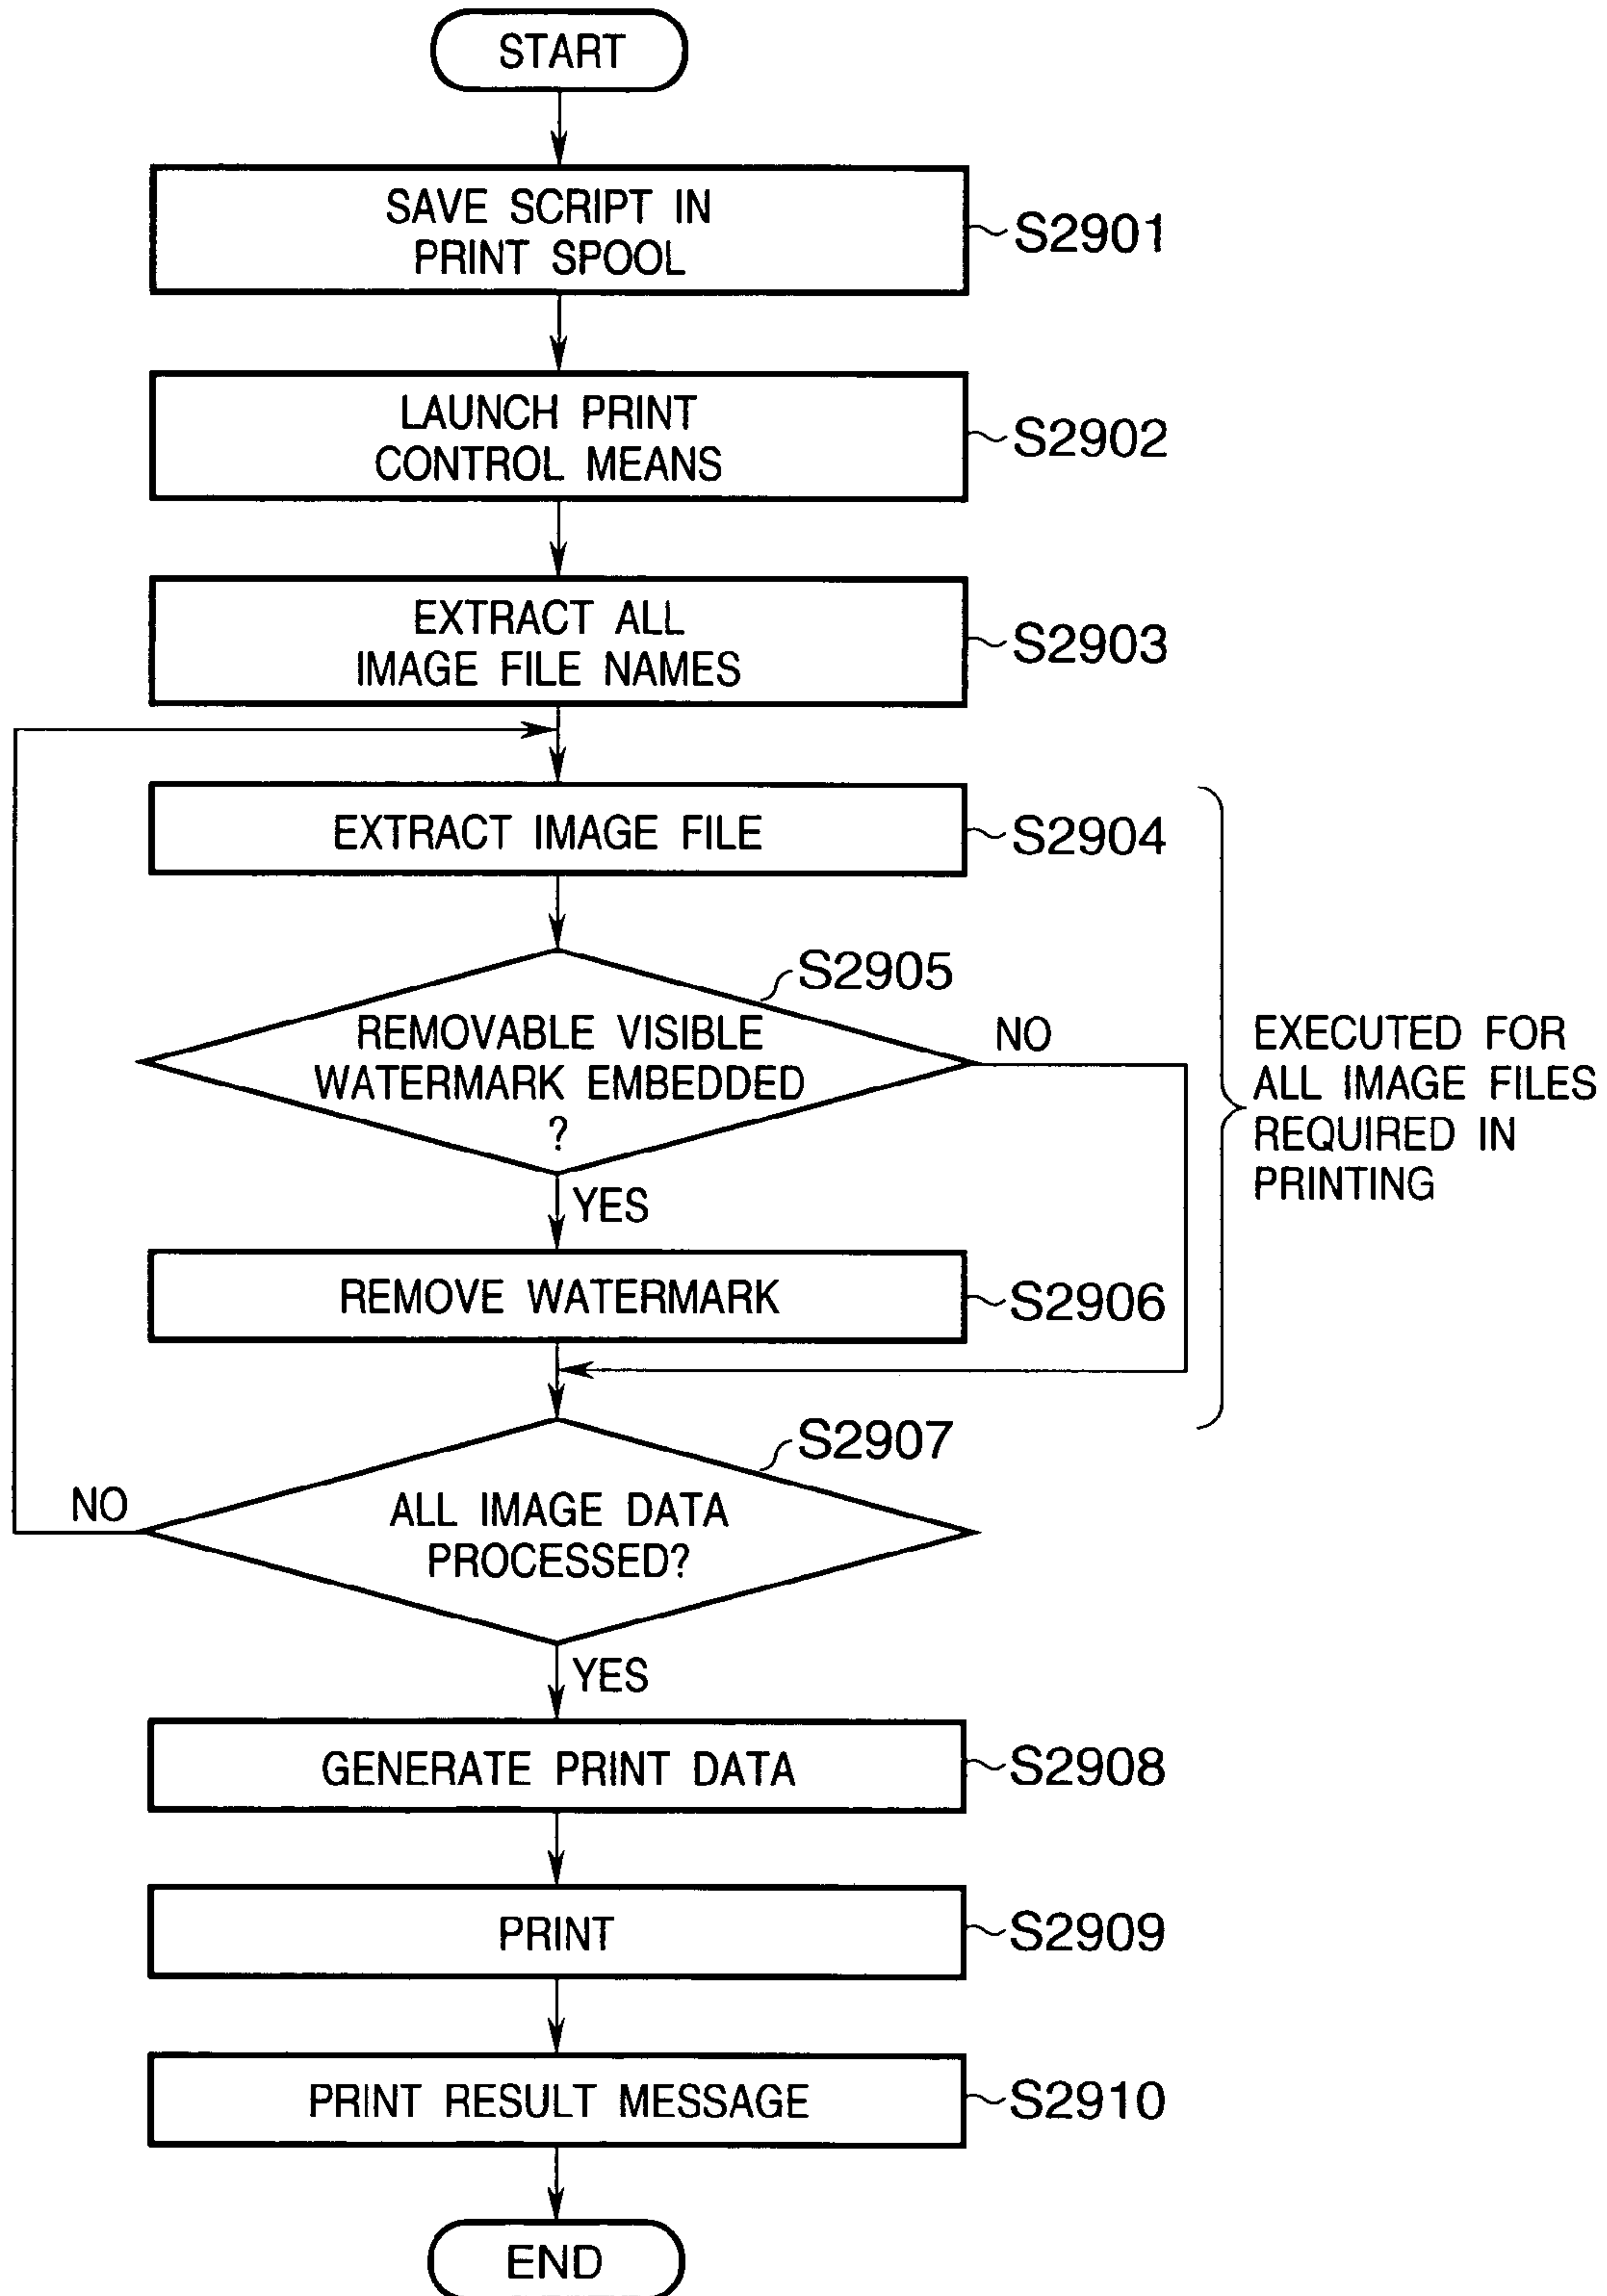 START
SAVE SCRIPT IN
PRINT SPOOL
S2901
LAUNCH PRINT
CONTROL MEANS
S2902
EXTRACT ALL
IMAGE FILE NAMES
S2903
EXTRACT IMAGE FILE
S2904
S2905
REMOVABLE VISIBLE
WATERMARK EMBEDDED
?
NO
YES
EXECUTED FOR
ALL IMAGE FILES
REQUIRED IN
PRINTING
REMOVE WATERMARK
S2906
S2907
ALL IMAGE DATA
PROCESSED?
NO
YES
GENERATE PRINT DATA
S2908
PRINT
S2909
PRINT RESULT MESSAGE
S2910
END